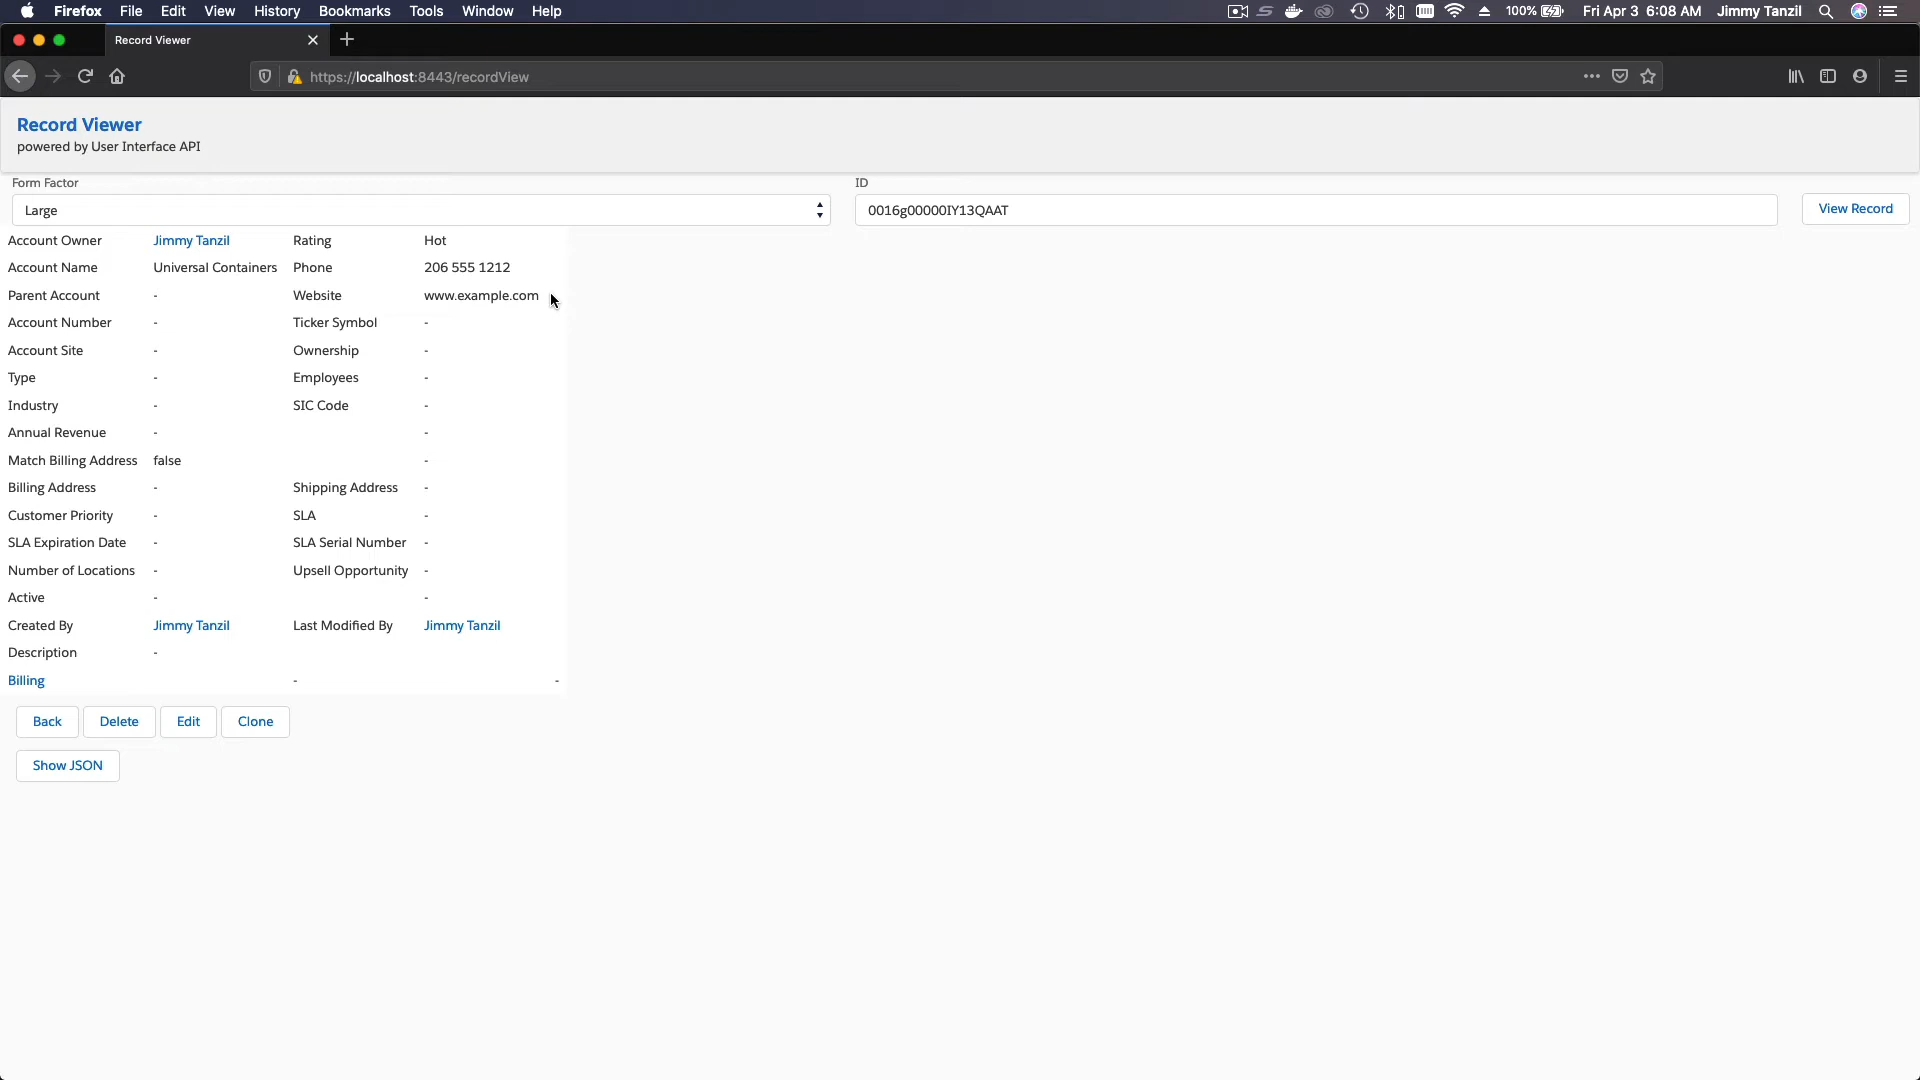 Firefox File Edit View History Bookmarks Tools Window Help 100% Fri Apr 3 6:08 AM Jimmy Tanzil
Record Viewer
https://localhost:8443/recordView
Record Viewer
powered by User Interface API
Form Factor ID
Large 0016g00000IY13QAAT View Record
Account Owner Jimmy Tanzil Rating Hot
Account Name Universal Containers Phone 206 555 1212
Parent Account - Website www.example.com
Account Number - Ticker Symbol -
Account Site - Ownership -
Type - Employees -
Industry - SIC Code -
Annual Revenue - -
Match Billing Address false -
Billing Address - Shipping Address -
Customer Priority - SLA -
SLA Expiration Date - SLA Serial Number -
Number of Locations - Upsell Opportunity -
Active - -
Created By Jimmy Tanzil Last Modified By Jimmy Tanzil
Description -
Billing - -
Back Delete Edit Clone
Show JSON